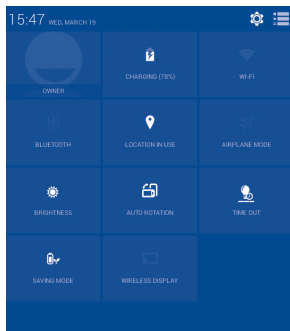 15:47 WED, MARCH 19
OWNER
CHARGING (78%)
WI-FI
BLUETOOTH
LOCATION IN USE
AIRPLANE MODE
BRIGHTNESS
AUTO ROTATION
TIME OUT
SAVING MODE
WIRELESS DISPLAY